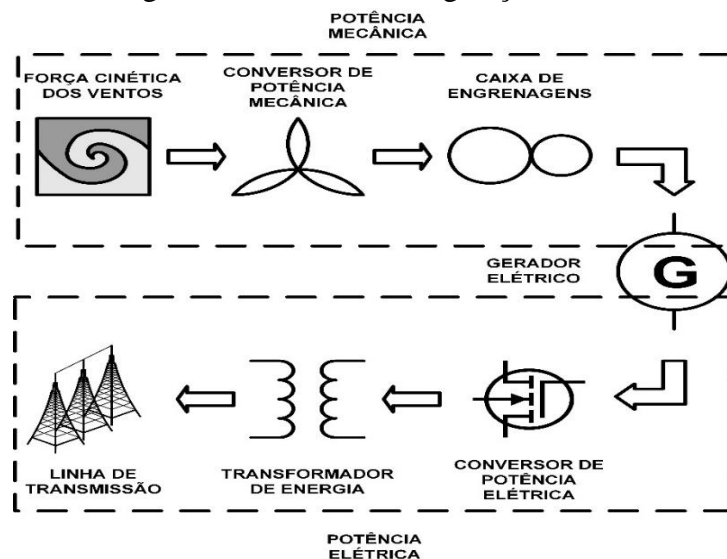 POTÊNCIA
MECÂNICA
FORÇA CINÉTICA
DOS VENTOS
CONVERSOR DE
POTÊNCIA
MECÂNICA
CAIXA DE
ENGRENAGENS
GERADOR
ELÉTRICO
G
LINHA DE
TRANSMISSÃO
TRANSFORMADOR
DE ENERGIA
CONVERSOR DE
POTÊNCIA
ELÉTRICA
POTÊNCIA
ELÉTRICA